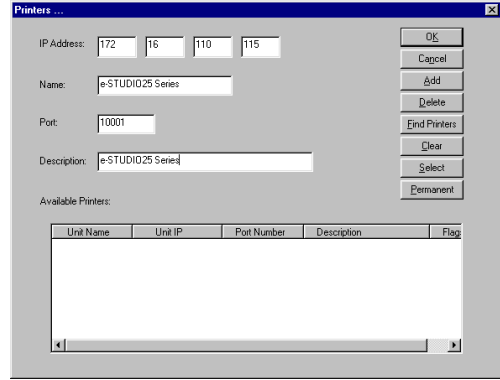 Printers ...
IP Address: 172 16 110 115
OK
Cancel
Name: e-STUDIO25 Series
Add
Delete
Port: 10001
Find Printers
Clear
Description: e-STUDIO25 Series
Select
Permanent
Available Printers:
Unit Name Unit IP Port Number Description Flags